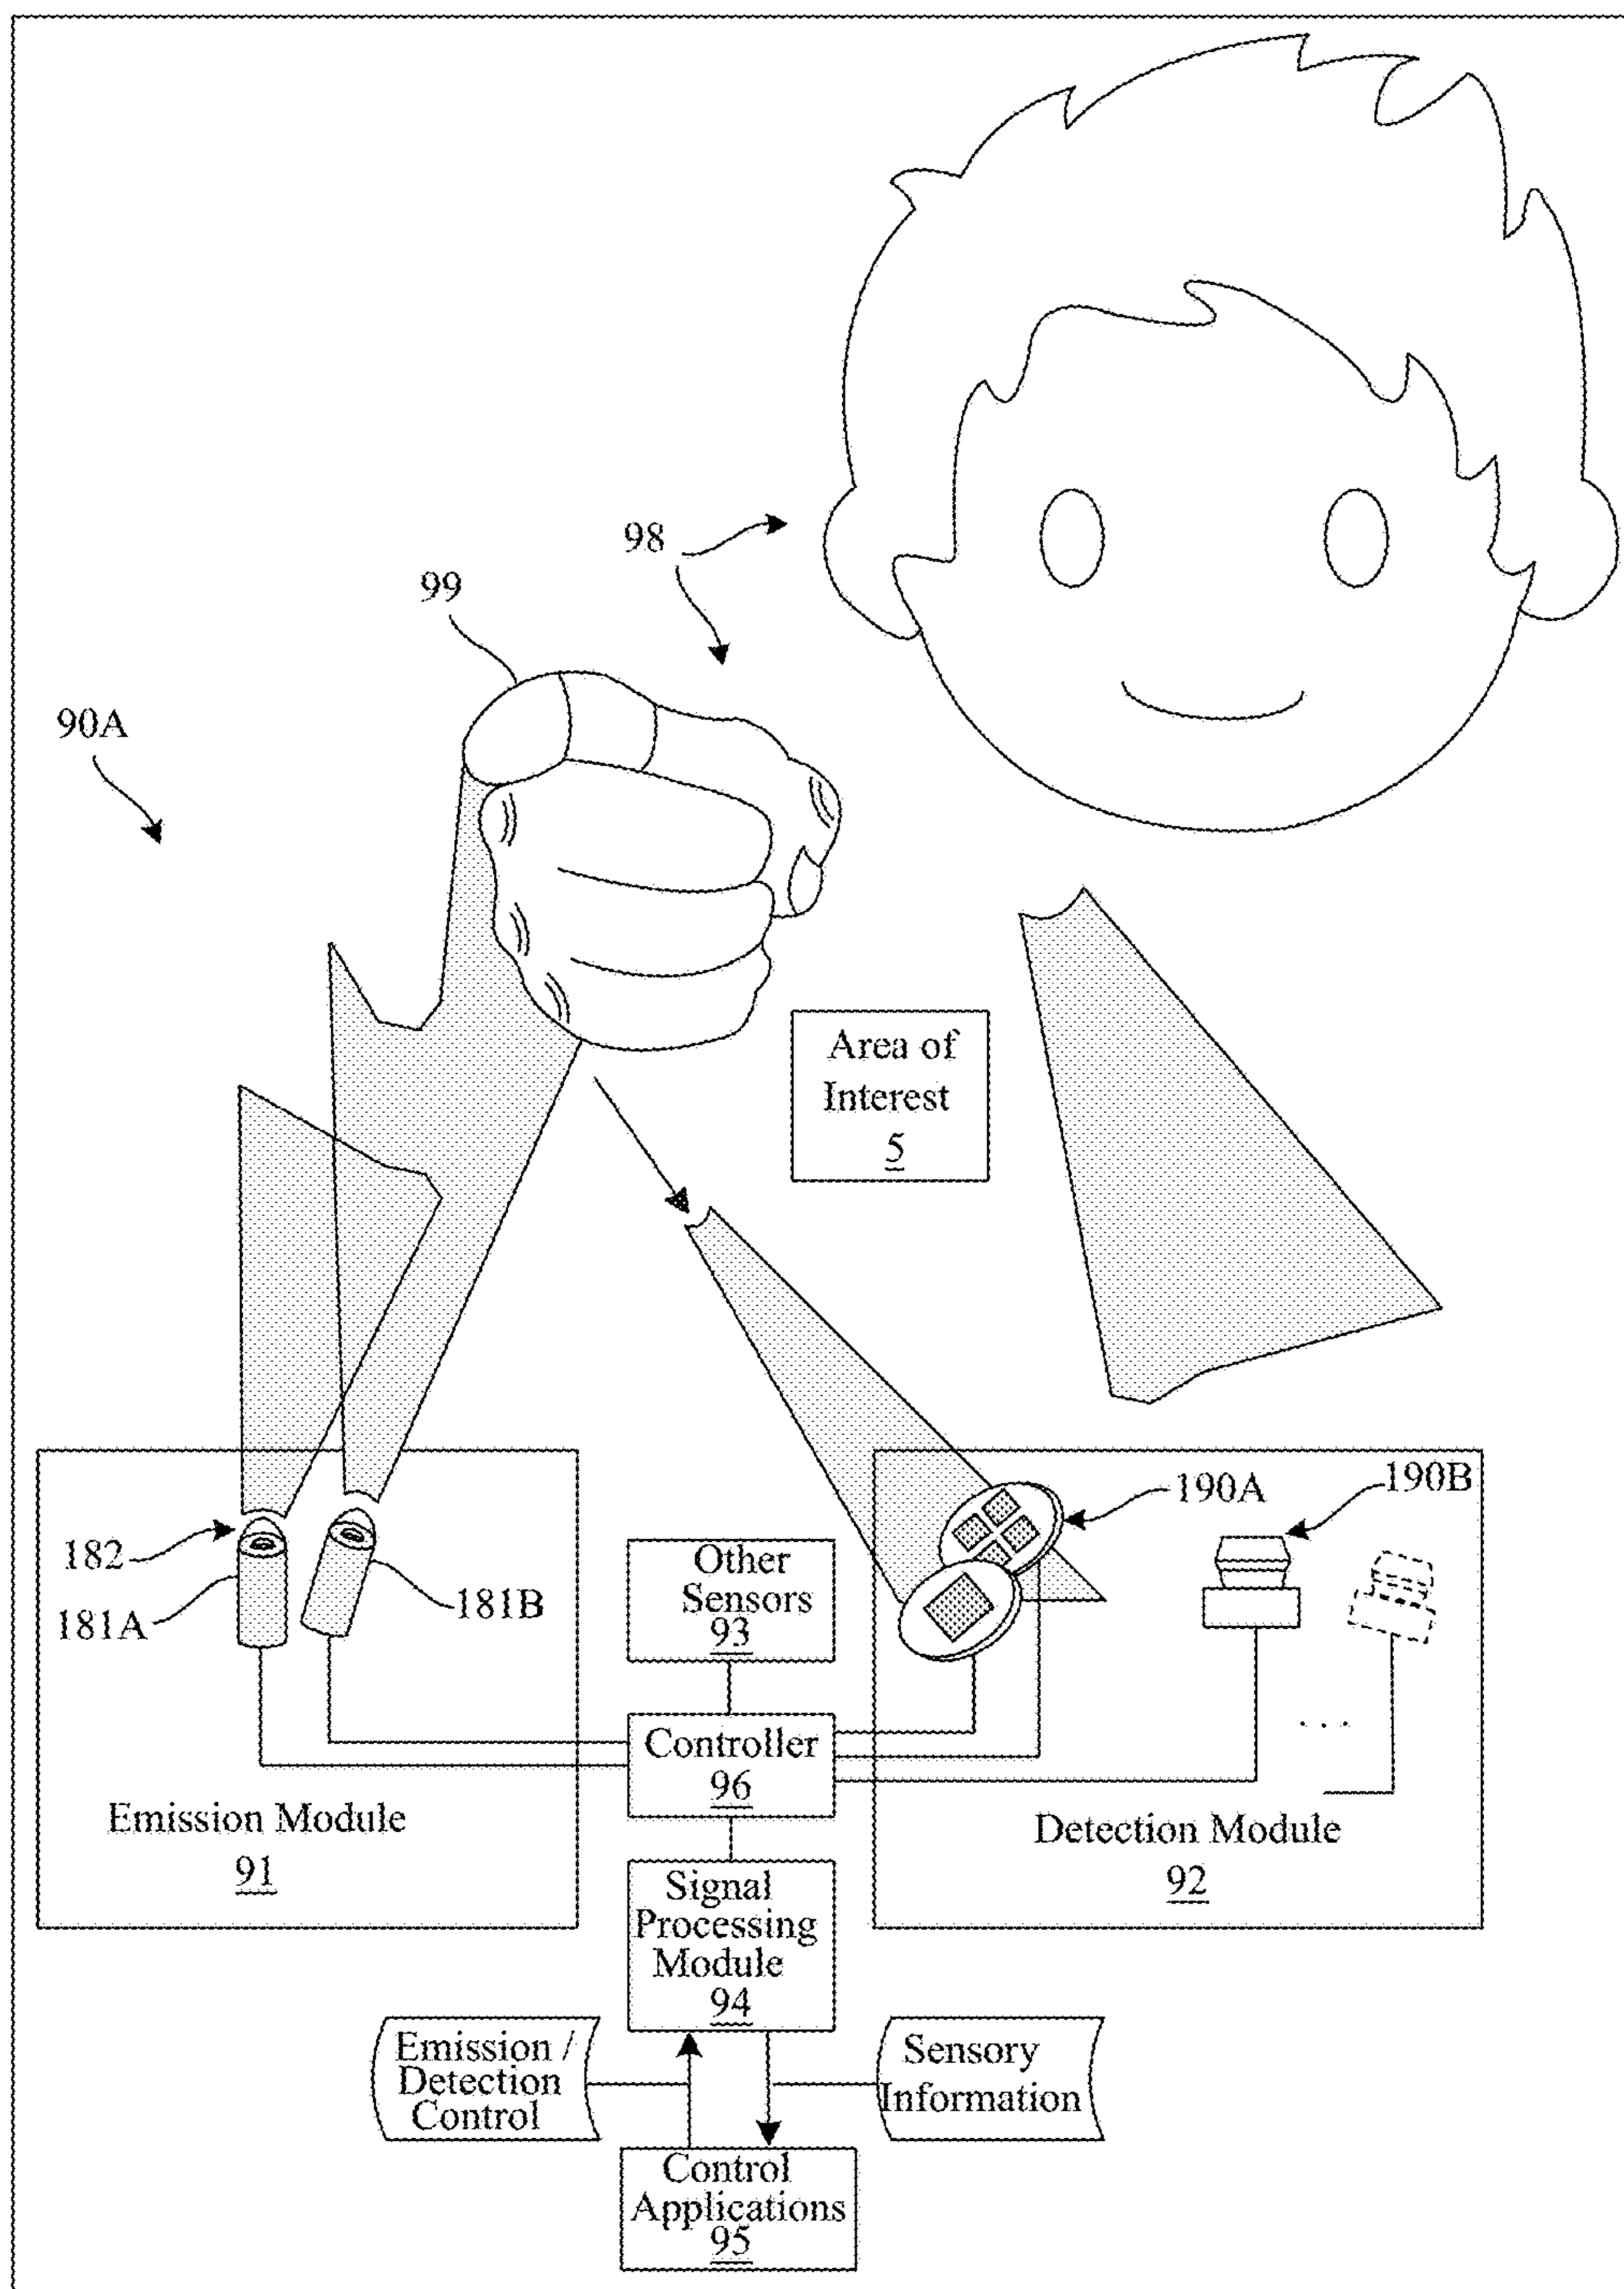 98
99
90A
Area of
Interest
5
190A
190B
182
181A
181B
Other
Sensors
93
Controller
96
Emission Module
91
Detection Module
92
. . .
Signal
Processing
Module
94
Emission /
Detection
Control
Sensory
Information
Control
Applications
95